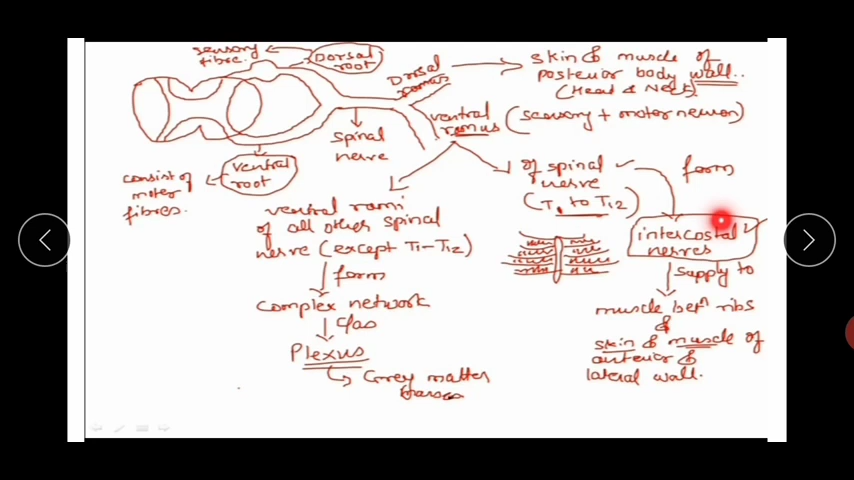 sensory
fibre.
Dorsal
root
Dorsal
ramus
skin & muscle of
posterior body wall..
(Head & Neck).
ventral
ramus
(sensory + motor neuron)
spinal
nerve
consist of
motor
fibres.
ventral
root
ventral rami
of all other spinal
nerve (except T1-T12)
form
complex network
Plexus
Grey matter
of spinal
nerve
(T1 to T12)
form
intercostal
nerves
supply to
muscle betn ribs
&
skin & muscle of
anterior &
lateral wall.